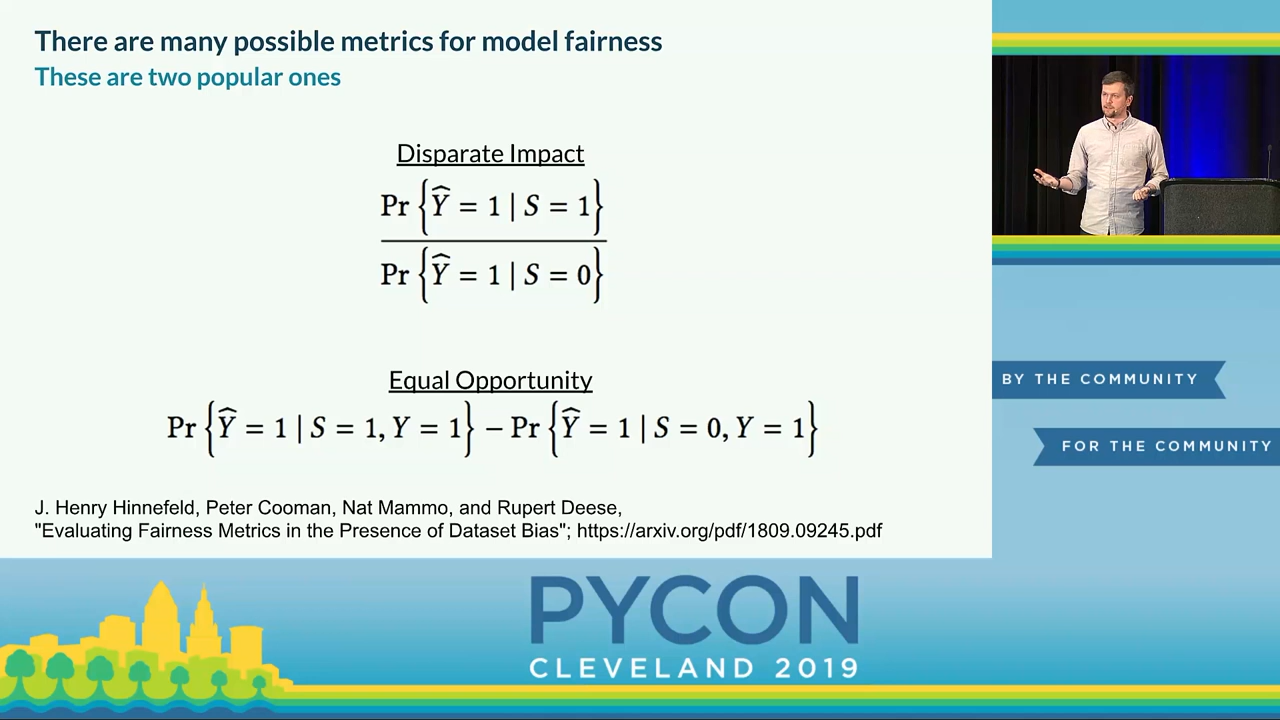 There are many possible metrics for model fairness
These are two popular ones
Disparate Impact
Pr {Ŷ = 1 | S = 1}
Pr {Ŷ = 1 | S = 0}
Equal Opportunity
Pr {Ŷ = 1 | S = 1, Y = 1} − Pr {Ŷ = 1 | S = 0, Y = 1}
J. Henry Hinnefeld, Peter Cooman, Nat Mammo, and Rupert Deese,
"Evaluating Fairness Metrics in the Presence of Dataset Bias"; https://arxiv.org/pdf/1809.09245.pdf
BY THE COMMUNITY
FOR THE COMMUNITY
PYCON
CLEVELAND 2019